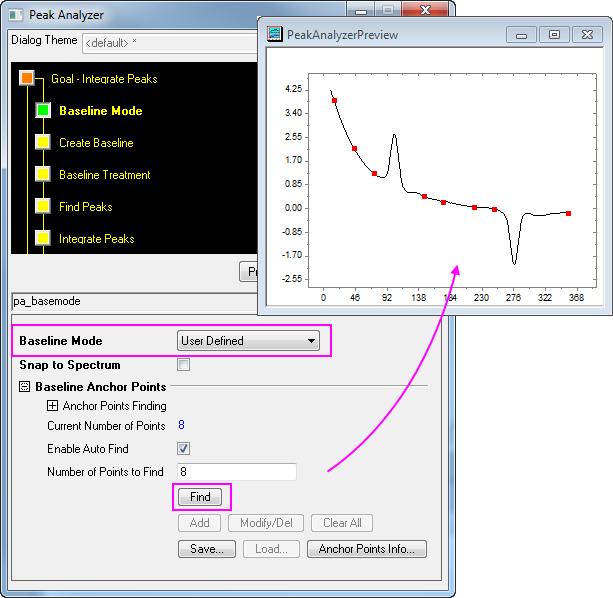 Peak Analyzer
Dialog Theme <default> *
Goal - Integrate Peaks
Baseline Mode
Create Baseline
Baseline Treatment
Find Peaks
Integrate Peaks
PeakAnalyzerPreview
4.25
3.40
2.55
1.70
0.85
0.00
-0.85
-1.70
-2.55
0 46 92 138 184 230 276 322 368
pa_basemode
Baseline Mode User Defined
Snap to Spectrum
Baseline Anchor Points
Anchor Points Finding
Current Number of Points 8
Enable Auto Find
Number of Points to Find 8
Find
Add Modify/Del Clear All
Save... Load... Anchor Points Info...